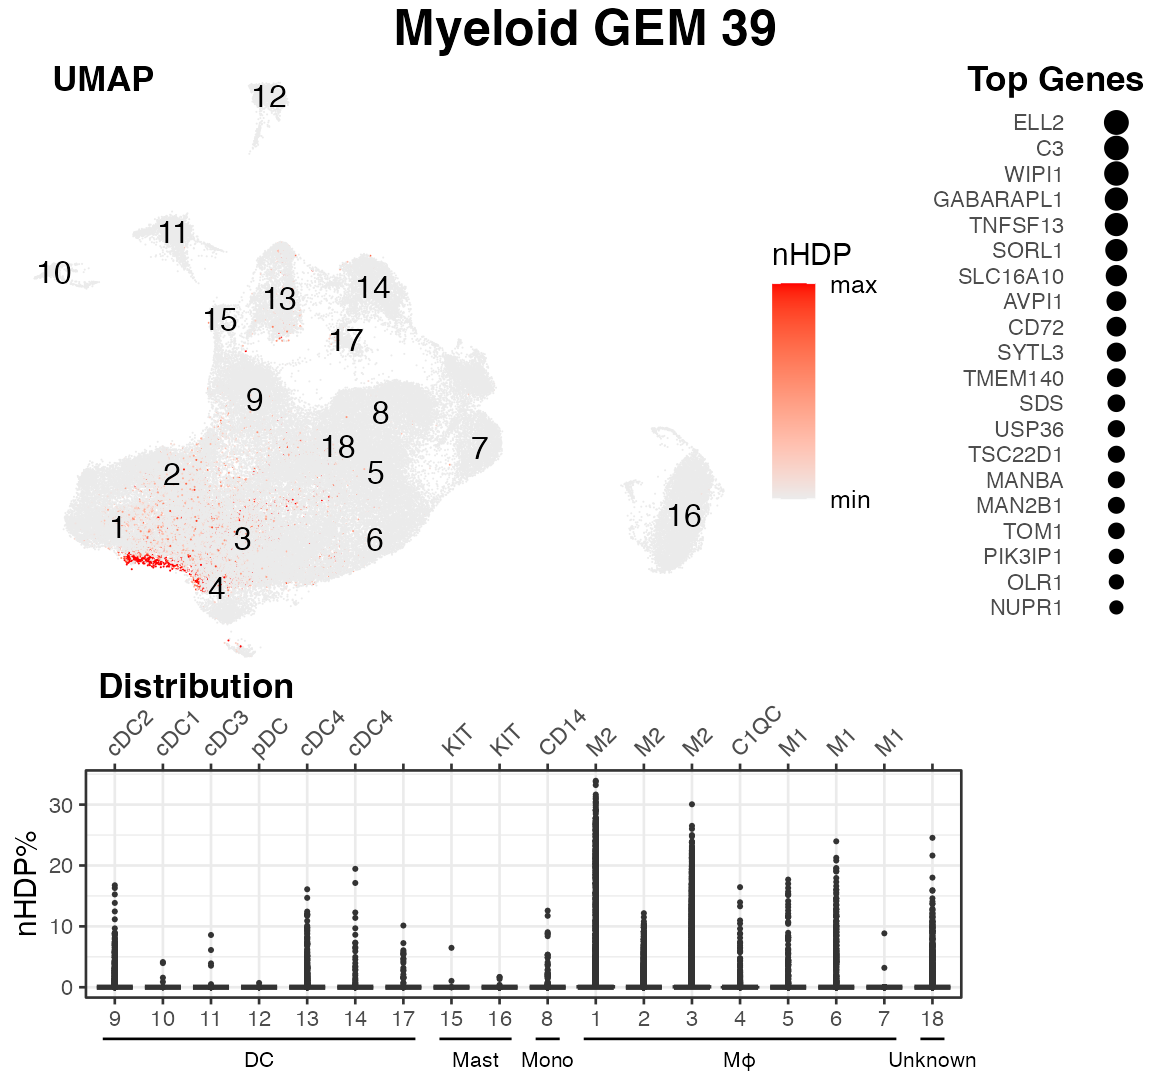 Myeloid GEM 39
UMAP
12
11
10
13
14
15
17
9
8
18
7
2
5
1
3
6
4
16
nHDP
max
min
Top Genes
ELL2
C3
WIPI1
GABARAPL1
TNFSF13
SORL1
SLC16A10
AVPI1
CD72
SYTL3
TMEM140
SDS
USP36
TSC22D1
MANBA
MAN2B1
TOM1
PIK3IP1
OLR1
NUPR1
Distribution
cDC2 cDC1 cDC3 pDC cDC4 cDC4 KIT KIT CD14 M2 M2 M2 C1QC M1 M1 M1
nHDP%
30
20
10
0
9 10 11 12 13 14 17 15 16 8 1 2 3 4 5 6 7 18
DC Mast Mono Mφ Unknown